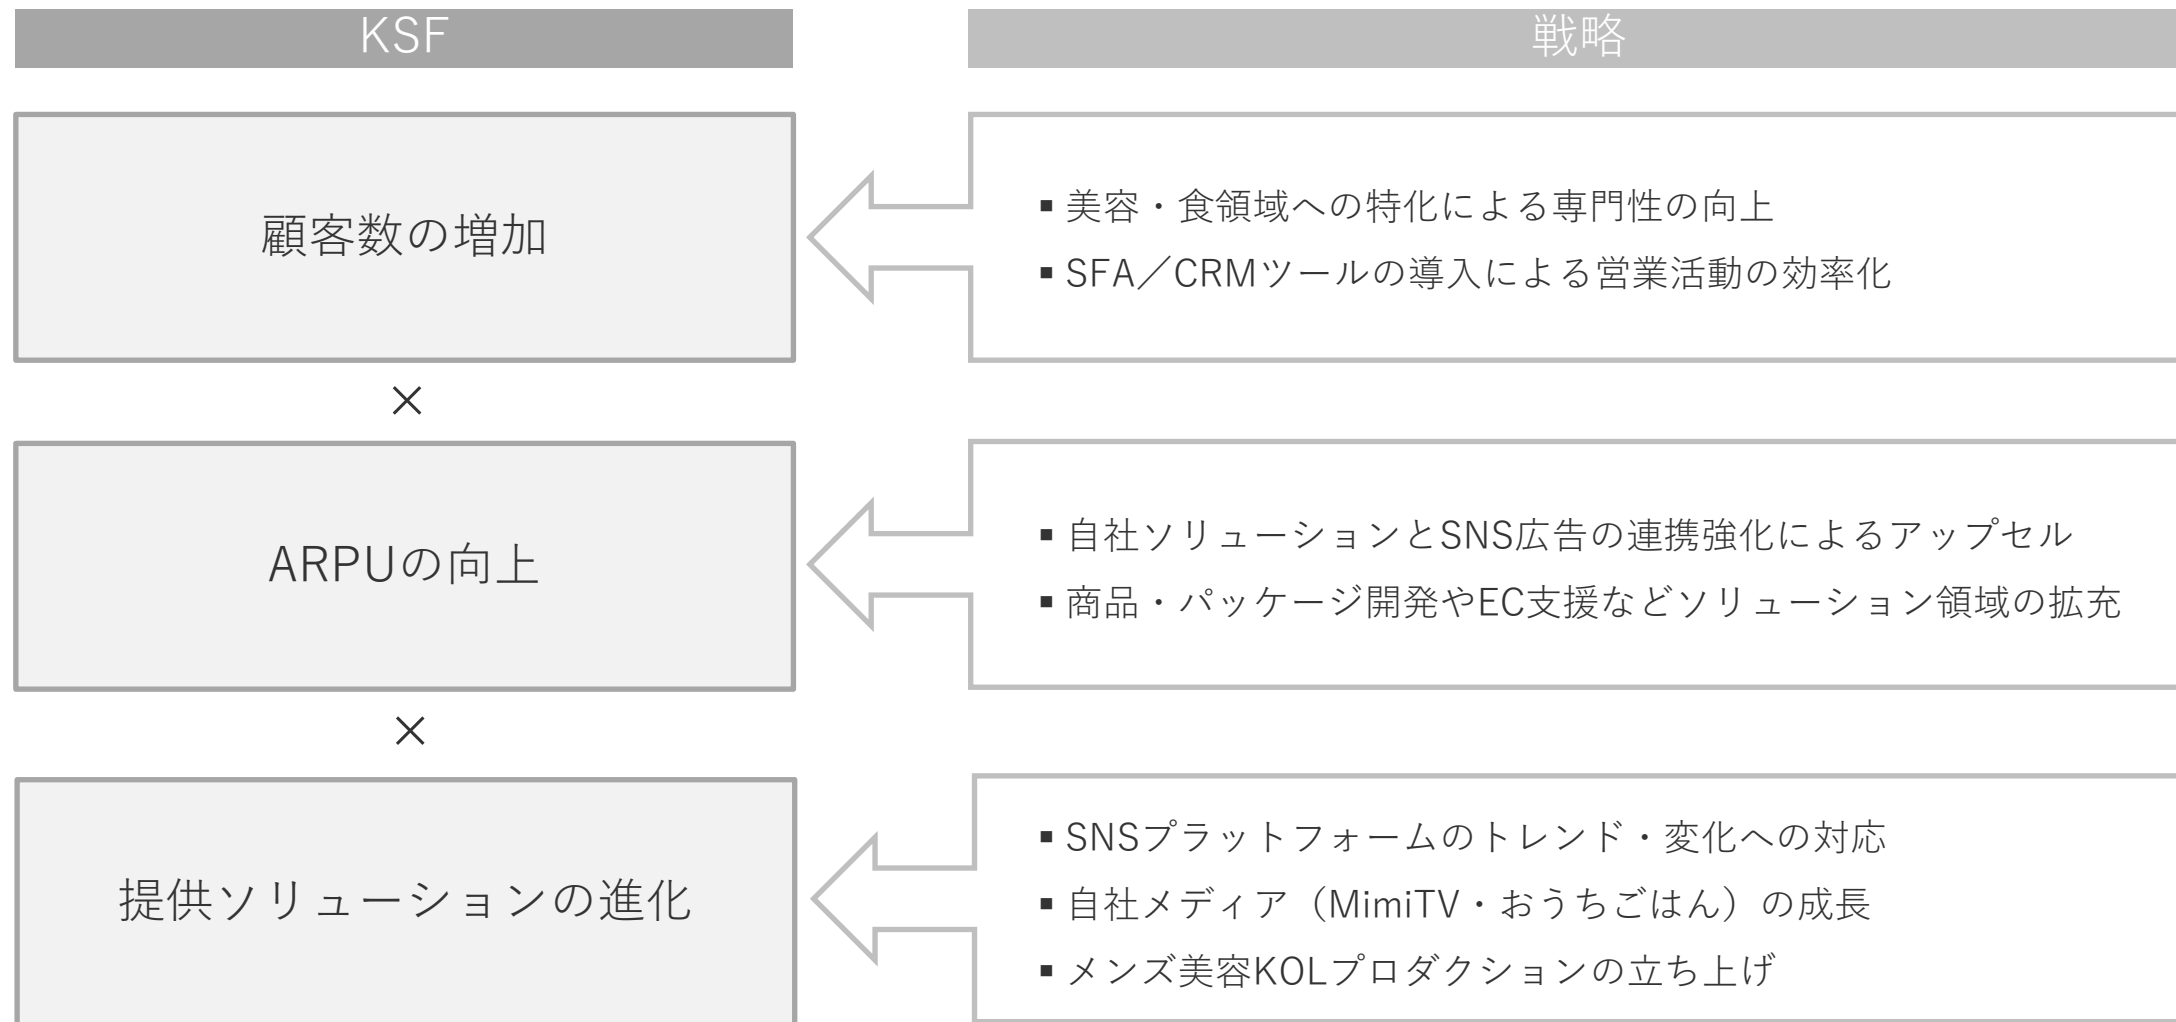 KSF
戦略
顧客数の増加
▪ 美容・食領域への特化による専門性の向上
▪ SFA／CRMツールの導入による営業活動の効率化
×
ARPUの向上
▪ 自社ソリューションとSNS広告の連携強化によるアップセル
▪ 商品・パッケージ開発やEC支援などソリューション領域の拡充
×
提供ソリューションの進化
▪ SNSプラットフォームのトレンド・変化への対応
▪ 自社メディア（MimiTV・おうちごはん）の成長
▪ メンズ美容KOLプロダクションの立ち上げ